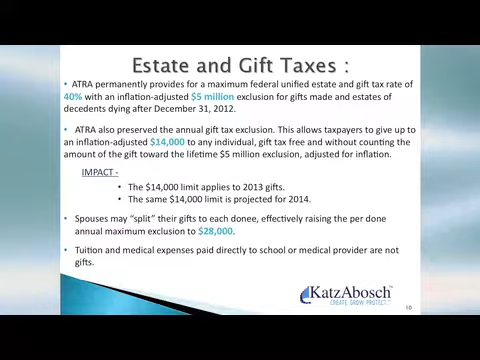 Estate and Gift Taxes :
• ATRA permanently provides for a maximum federal unified estate and gift tax rate of
40% with an inflation-adjusted $5 million exclusion for gifts made and estates of
decedents dying after December 31, 2012.
• ATRA also preserved the annual gift tax exclusion. This allows taxpayers to give up to
an inflation-adjusted $14,000 to any individual, gift tax free and without counting the
amount of the gift toward the lifetime $5 million exclusion, adjusted for inflation.
IMPACT -
• The $14,000 limit applies to 2013 gifts.
• The same $14,000 limit is projected for 2014.
• Spouses may “split” their gifts to each donee, effectively raising the per done
annual maximum exclusion to $28,000.
• Tuition and medical expenses paid directly to school or medical provider are not
gifts.
KatzAbosch
CREATE. GROW. PROTECT.
10